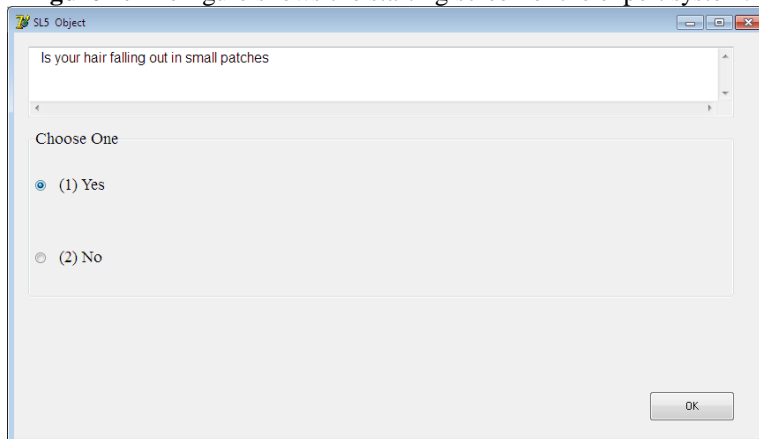 SL5 Object
Is your hair falling out in small patches
Choose One
(1) Yes
(2) No
OK